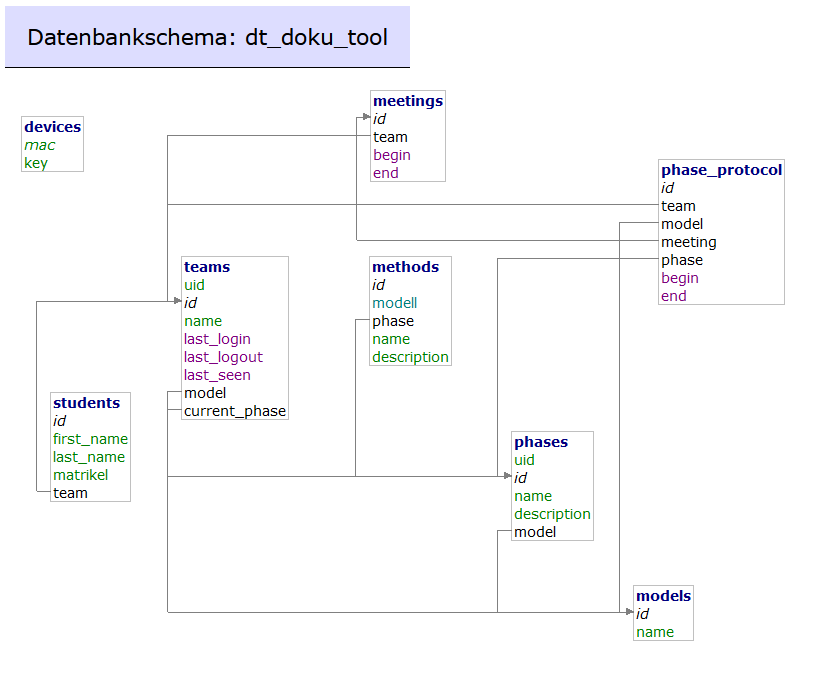 Datenbankschema: dt_doku_tool
devices
mac
key
meetings
id
team
begin
end
phase_protocol
id
team
model
meeting
phase
begin
end
teams
uid
id
name
last_login
last_logout
last_seen
model
current_phase
methods
id
modell
phase
name
description
students
id
first_name
last_name
matrikel
team
phases
uid
id
name
description
model
models
id
name